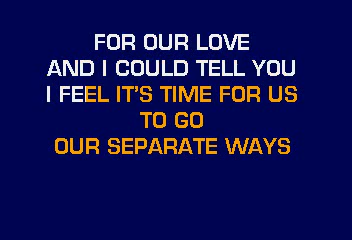 FOR OUR LOVE
AND I COULD TELL YOU
I FEEL IT'S TIME FOR US
TO GO
OUR SEPARATE WAYS